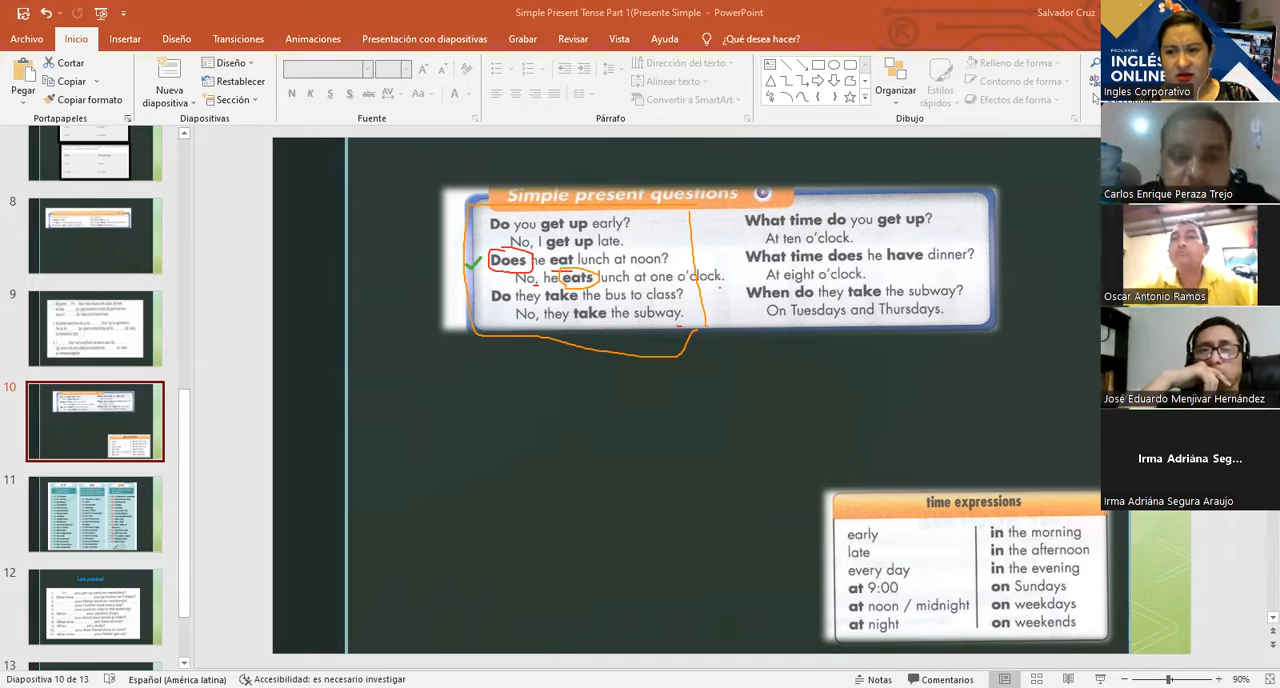 Simple Present Tense Part 1(Presente Simple - PowerPoint
Salvador Cruz
Archivo Inicio Insertar Diseño Transiciones Animaciones Presentación con diapositivas Grabar Revisar Vista Ayuda ¿Qué desea hacer?
Pegar
Cortar
Copiar
Copiar formato
Portapapeles
Nueva diapositiva
Diseño
Restablecer
Sección
Diapositivas
N K S S abc AV Aa A
Fuente
Dirección del texto
Alinear texto
Convertir a SmartArt
Párrafo
Organizar
Estilos rápidos
Relleno de forma
Contorno de forma
Efectos de forma
Dibujo
PROGRAMA
INGLÉS
ONLINE
Ingles Corporativo
Carlos Enrique Peraza Trejo
Oscar Antonio Ramos
José Eduardo Menjivar Hernández
Irma Adriána Seg...
Irma Adriána Segura Araujo
8
9
10
11
12
Lets practice!
13
Simple present questions
Do you get up early?
No, I get up late.
Does he eat lunch at noon?
No, he eats lunch at one o'clock.
Do they take the bus to class?
No, they take the subway.
What time do you get up?
At ten o'clock.
What time does he have dinner?
At eight o'clock.
When do they take the subway?
On Tuesdays and Thursdays.
time expressions
early
late
every day
at 9:00
at noon / midnight
at night
in the morning
in the afternoon
in the evening
on Sundays
on weekdays
on weekends
Diapositiva 10 de 13 Español (América latina) Accesibilidad: es necesario investigar Notas Comentarios 90%